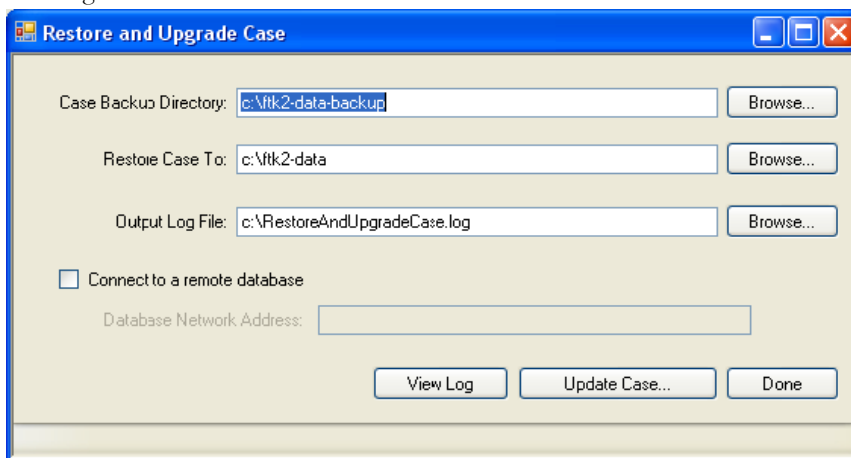 Restore and Upgrade Case
Case Backup Directory: c:\ftk2-data-backup Browse...
Restore Case To: c:\ftk2-data Browse...
Output Log File: c:\RestoreAndUpgradeCase.log Browse...
Connect to a remote database
Database Network Address:
View Log Update Case... Done